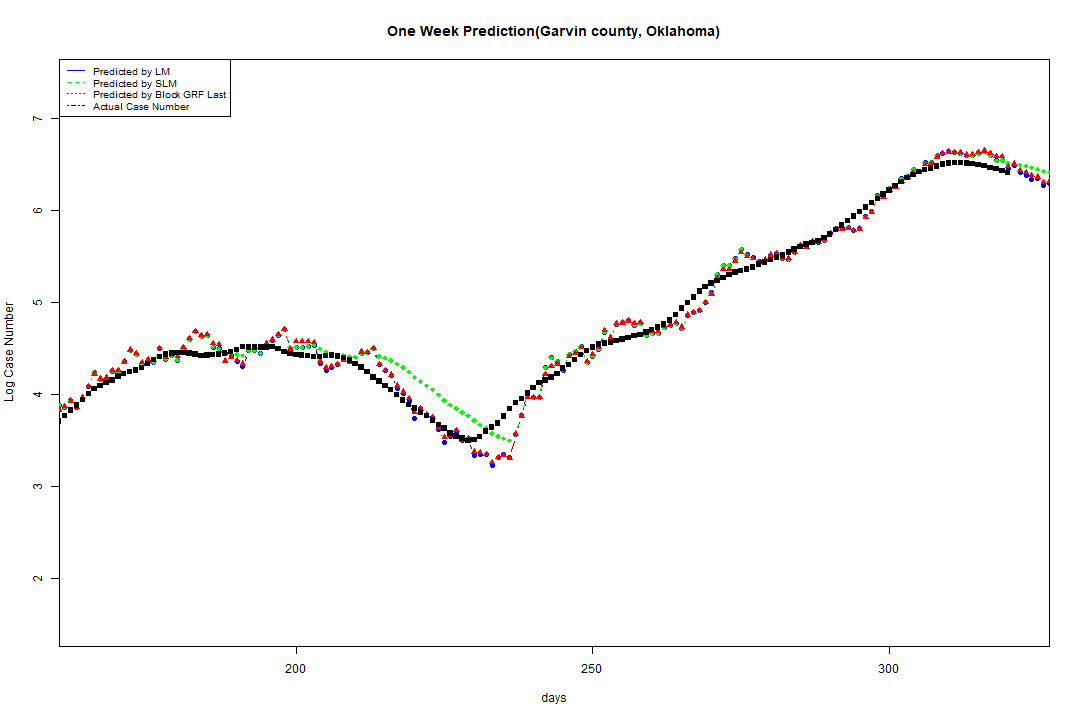 One Week Prediction(Garvin county, Oklahoma)
Predicted by LM
Predicted by SLM
Predicted by Block GRF Last
Actual Case Number
7
6
5
4
3
2
Log Case Number
200
250
300
days